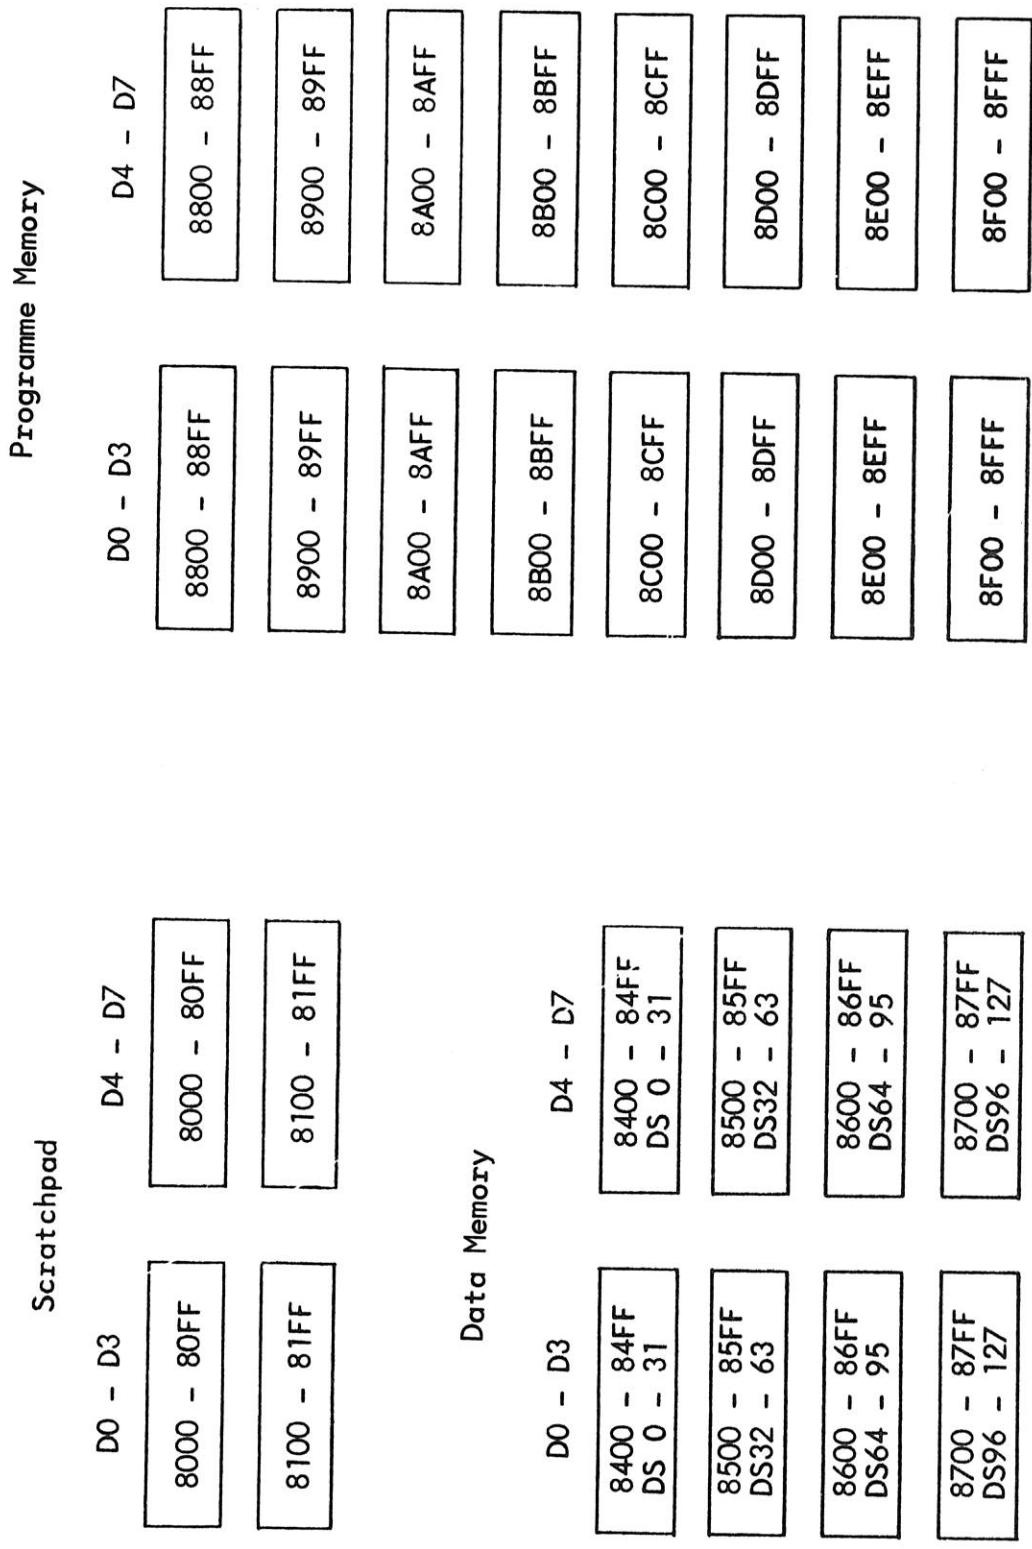 Scratchpad
D0 - D3
D4 - D7
8000 - 80FF
8000 - 80FF
8100 - 81FF
8100 - 81FF
Data Memory
D0 - D3
D4 - D7
8400 - 84FF
DS 0 - 31
8400 - 84FF
DS 0 - 31
8500 - 85FF
DS32 - 63
8500 - 85FF
DS32 - 63
8600 - 86FF
DS64 - 95
8600 - 86FF
DS64 - 95
8700 - 87FF
DS96 - 127
8700 - 87FF
DS96 - 127
Programme Memory
D0 - D3
D4 - D7
8800 - 88FF
8800 - 88FF
8900 - 89FF
8900 - 89FF
8A00 - 8AFF
8A00 - 8AFF
8B00 - 8BFF
8B00 - 8BFF
8C00 - 8CFF
8C00 - 8CFF
8D00 - 8DFF
8D00 - 8DFF
8E00 - 8EFF
8E00 - 8EFF
8F00 - 8FFF
8F00 - 8FFF